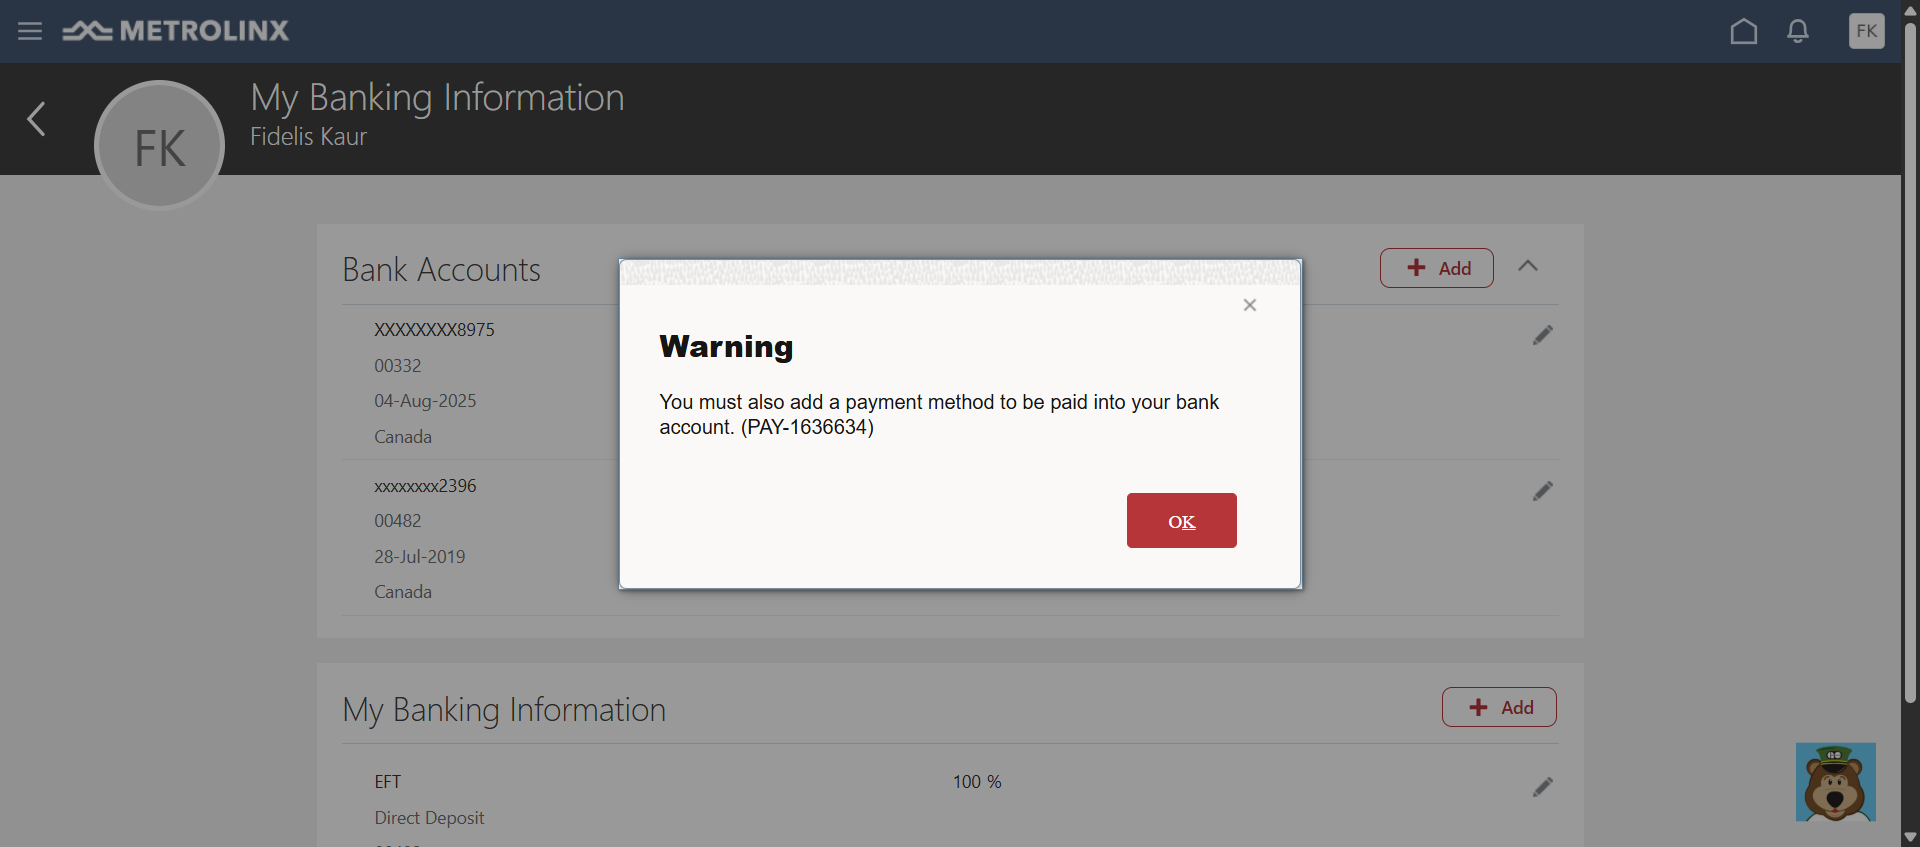 METROLINX
FK
FK
My Banking Information
Fidelis Kaur
Bank Accounts
Add
XXXXXXXX8975
00332
04-Aug-2025
Canada
xxxxxxxx2396
00482
28-Jul-2019
Canada
Warning
You must also add a payment method to be paid into your bank
account. (PAY-1636634)
OK
My Banking Information
Add
EFT
100 %
Direct Deposit